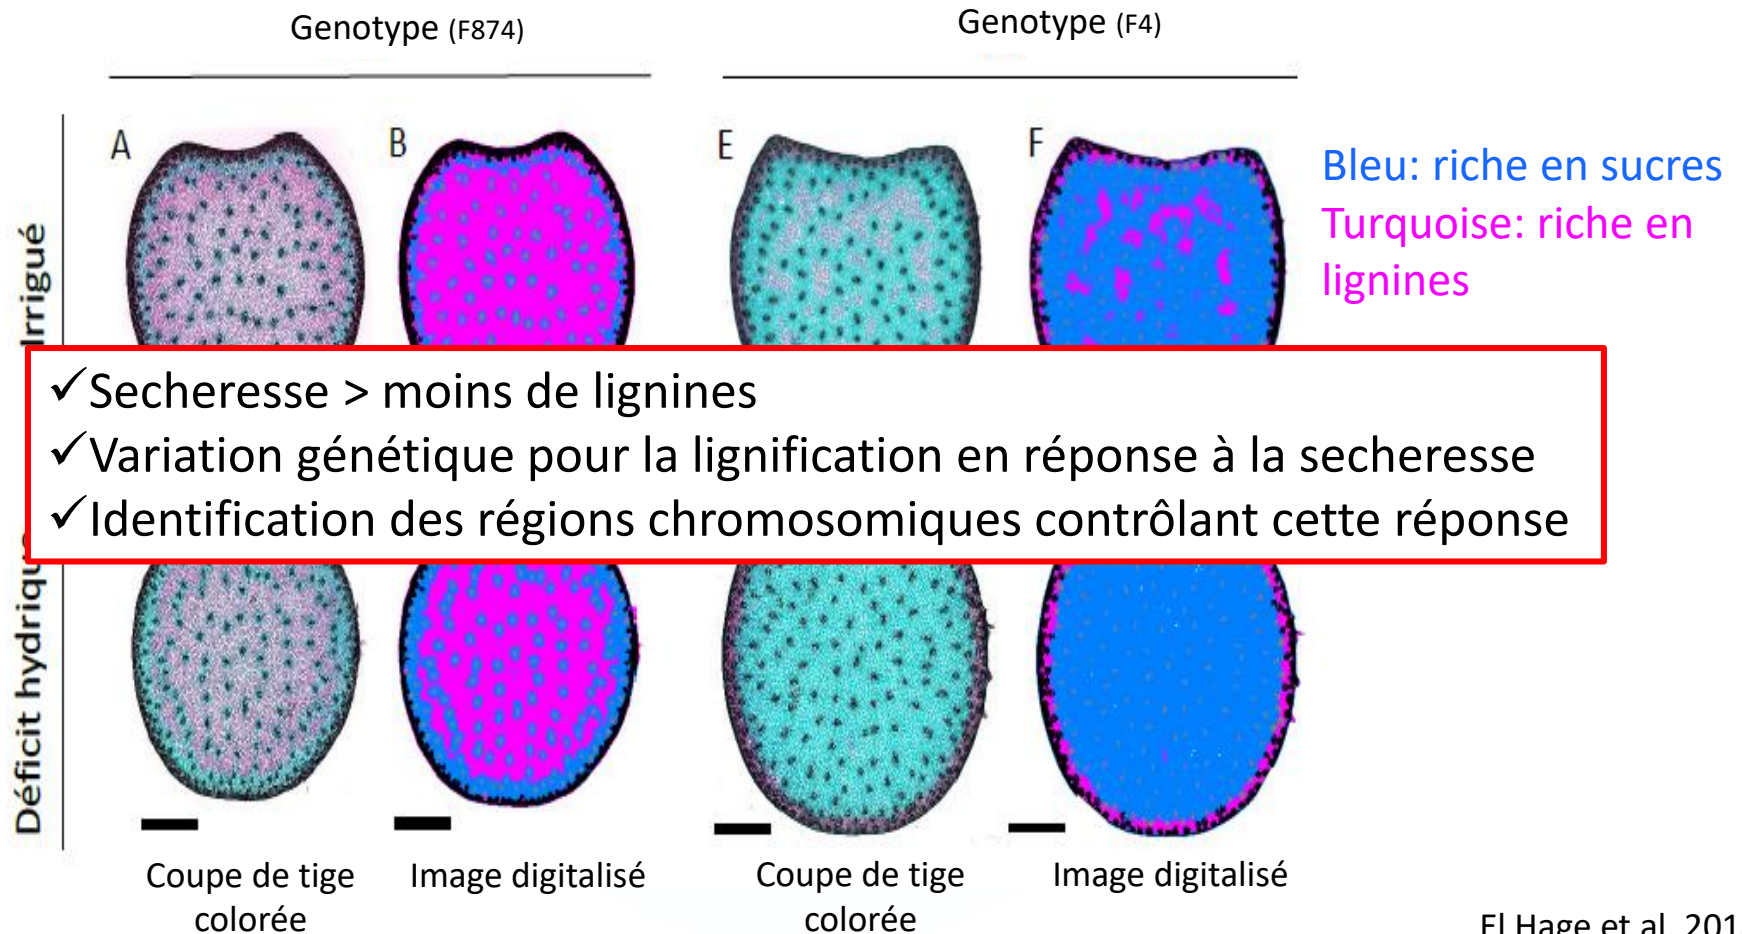 Genotype (F874)
Genotype (F4)
A
B
E
F
Bleu: riche en sucres
Turquoise: riche en
lignines
Irrigué
✓Secheresse > moins de lignines
✓Variation génétique pour la lignification en réponse à la secheresse
✓Identification des régions chromosomiques contrôlant cette réponse
Déficit hydrique
Coupe de tige
colorée
Image digitalisé
Coupe de tige
colorée
Image digitalisé
El Hage et al. 201